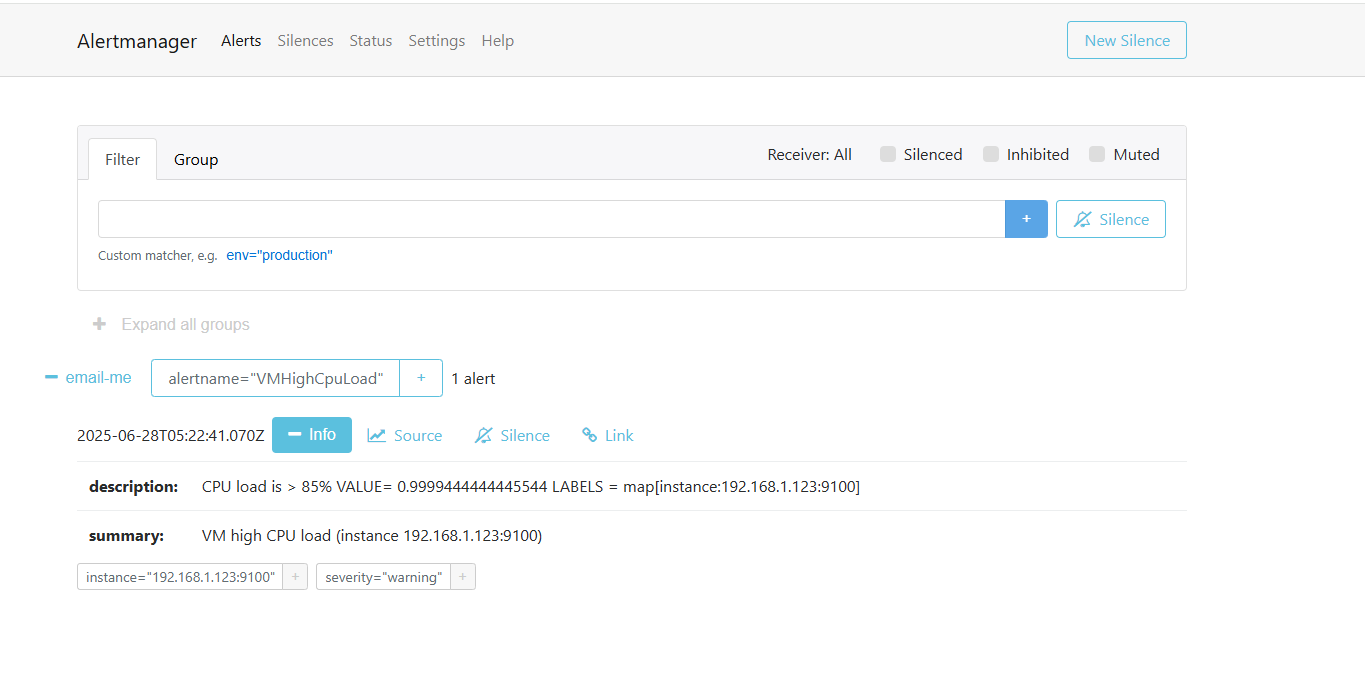 Alertmanager Alerts Silences Status Settings Help New Silence
Filter Group Receiver: All Silenced Inhibited Muted
+ Silence
Custom matcher, e.g. env="production"
+ Expand all groups
− email-me alertname="VMHighCpuLoad" + 1 alert
2025-06-28T05:22:41.070Z − Info Source Silence Link
description: CPU load is > 85% VALUE= 0.9999444444445544 LABELS = map[instance:192.168.1.123:9100]
summary: VM high CPU load (instance 192.168.1.123:9100)
instance="192.168.1.123:9100" + severity="warning" +